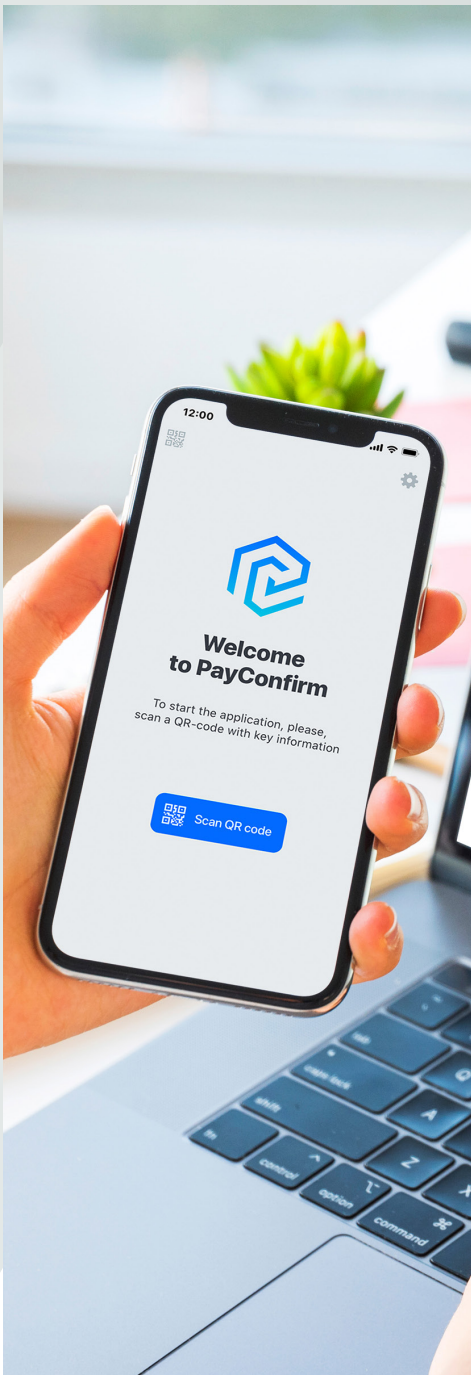 12:00
Welcome
to PayConfirm
To start the application, please,
scan a QR-code with key information
Scan QR code
tab
Q
caps lock
A
shift
Z
X
fn
control
option
command